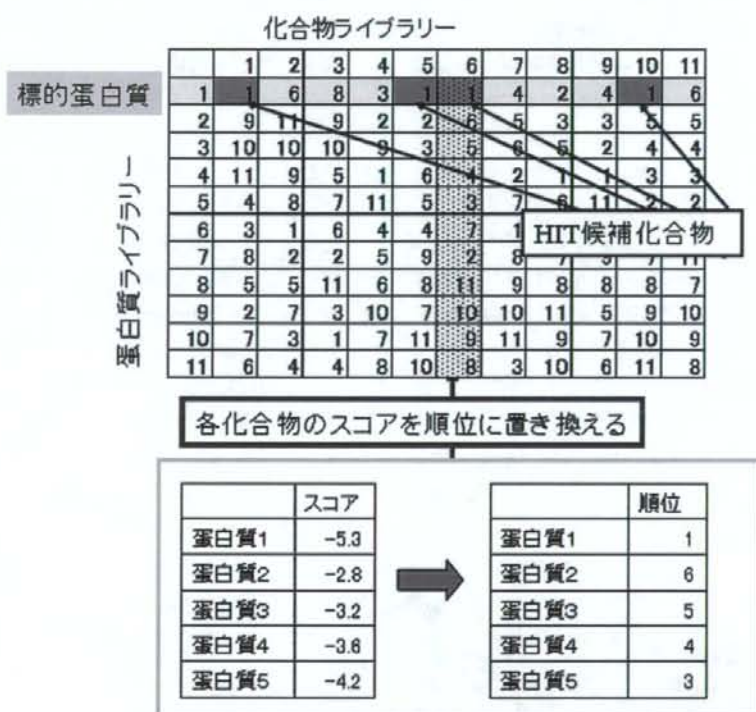 化合物ライブラリー
1 2 3 4 5 6 7 8 9 10 11
標的蛋白質
1 1 6 8 3 1 1 4 2 4 1 6
2 9 11 9 2 2 6 5 3 3 5 5
3 10 10 10 9 3 5 6 5 2 4 4
4 11 9 5 1 6 4 2 1 1 3 3
5 4 8 7 11 5 3 7 6 11 2 2
6 3 1 6 4 4 7 1
HIT候補化合物
7 8 2 2 5 9 2
8 5 5 11 6 8 11 9 8 8 8 7
9 2 7 3 10 7 10 10 11 5 9 10
10 7 3 1 7 11 9 11 9 7 10 9
11 6 4 4 8 10 8 3 10 6 11 8
蛋白質ライブラリー
各化合物のスコアを順位に置き換える
スコア
蛋白質1 -5.3
蛋白質2 -2.8
蛋白質3 -3.2
蛋白質4 -3.6
蛋白質5 -4.2
順位
蛋白質1 1
蛋白質2 6
蛋白質3 5
蛋白質4 4
蛋白質5 3